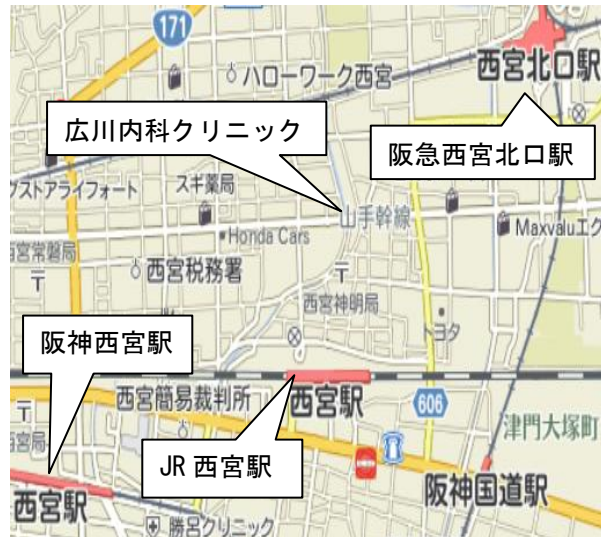 171
西宮北口駅
ハローワーク西宮
広川内科クリニック
阪急西宮北口駅
グストアライフォート
スギ薬局
山手幹線
Maxvaluエク
Honda Cars
西宮常磐局
西宮税務署
西宮神明局
トヨタ
阪神西宮駅
西宮簡易裁判所
西宮駅
606
津門大塚町
宮局
JR 西宮駅
阪神国道駅
西宮駅
勝呂クリニック